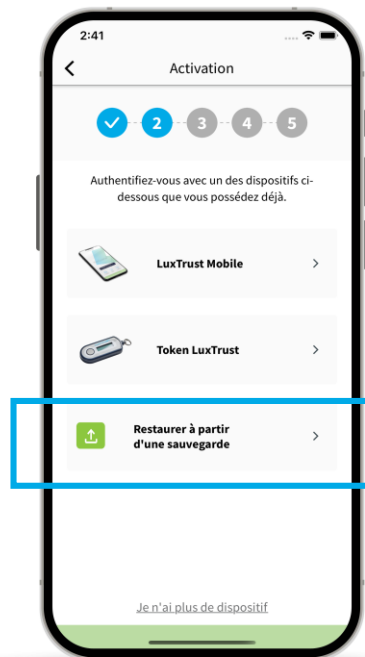 2:41
Activation
2 3 4 5
Authentifiez-vous avec un des dispositifs ci-
dessous que vous possédez déjà.
LuxTrust Mobile
Token LuxTrust
Restaurer à partir
d'une sauvegarde
Je n'ai plus de dispositif